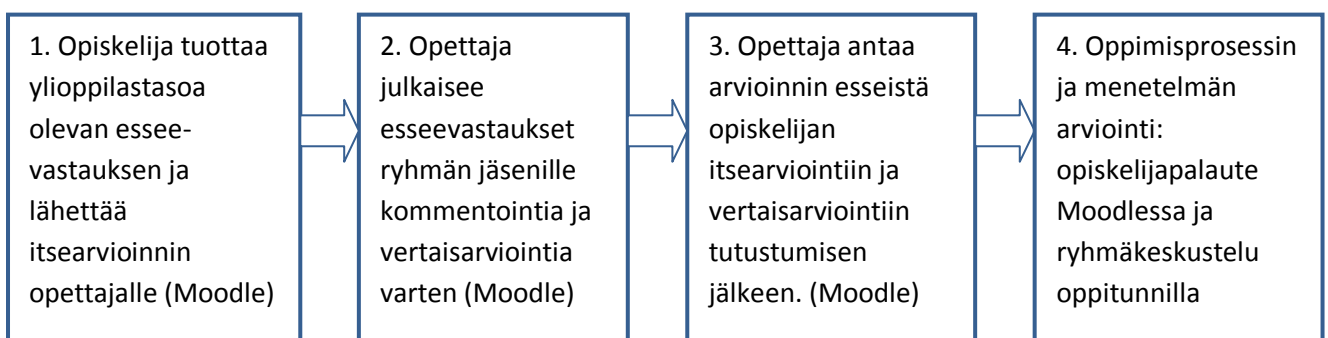 1. Opiskelija tuottaa
ylioppilastasoa
olevan essee-
vastauksen ja
lähettää
itsearvioinnin
opettajalle (Moodle)
2. Opettaja
julkaisee
esseevastaukset
ryhmän jäsenille
kommentointia ja
vertaisarviointia
varten (Moodle)
3. Opettaja antaa
arvioinnin esseistä
opiskelijan
itsearviointiin ja
vertaisarviointiin
tutustumisen
jälkeen. (Moodle)
4. Oppimisprosessin
ja menetelmän
arviointi:
opiskelijapalaute
Moodlessa ja
ryhmäkeskustelu
oppitunnilla